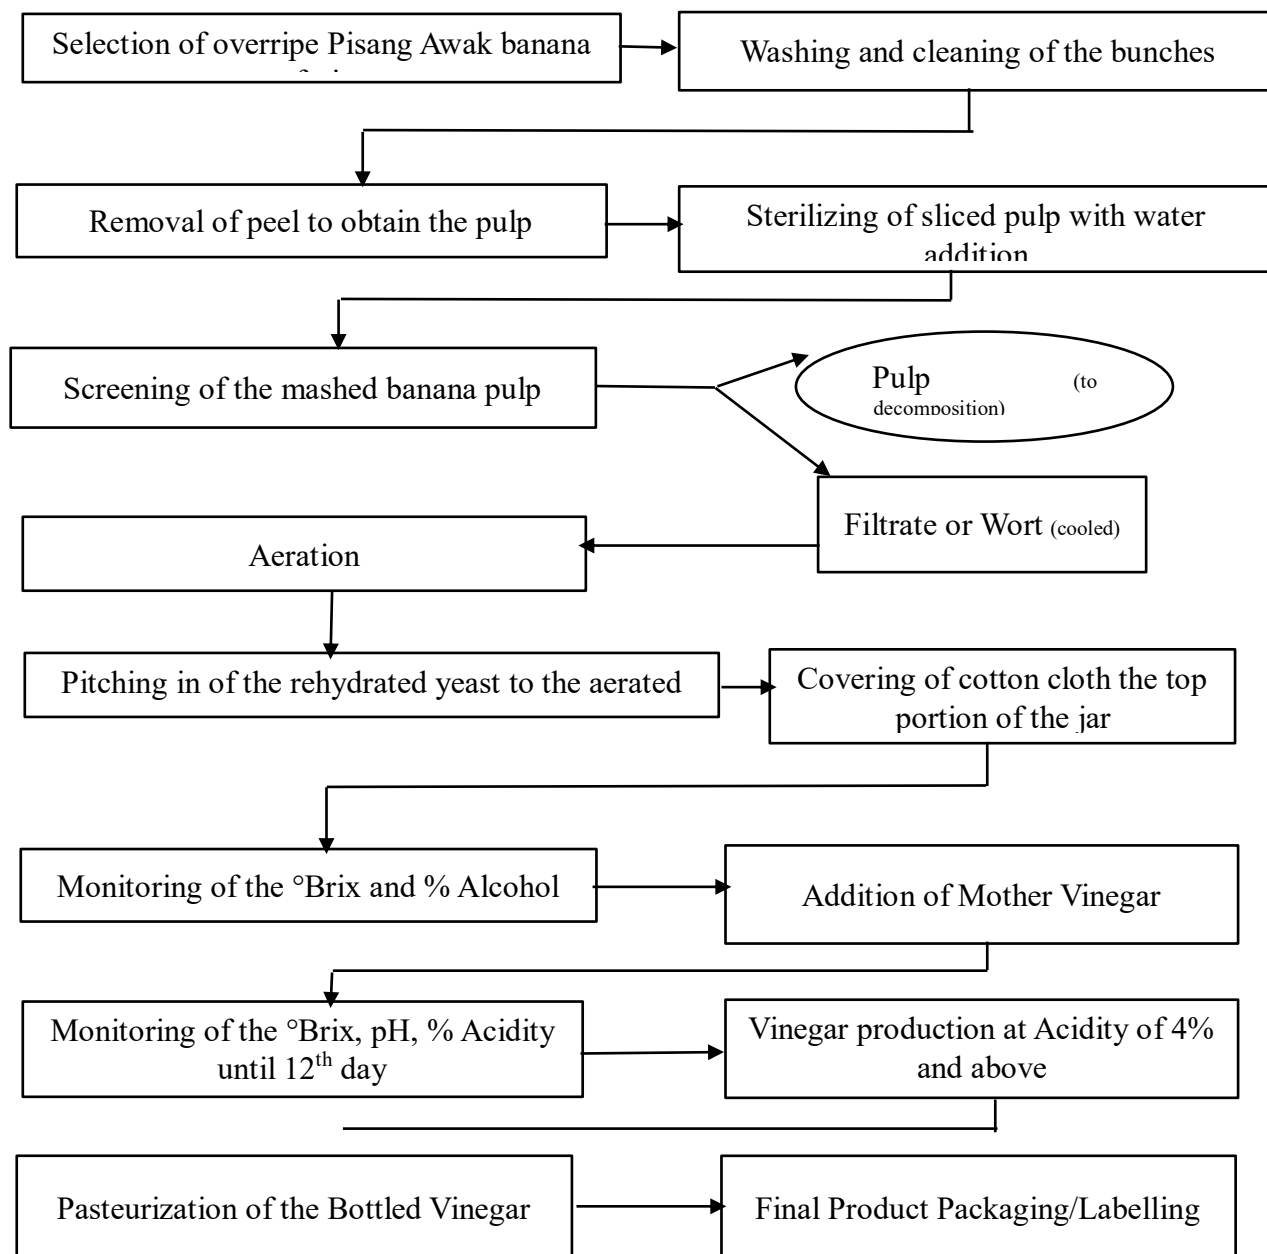 Selection of overripe Pisang Awak banana
Washing and cleaning of the bunches
Removal of peel to obtain the pulp
Sterilizing of sliced pulp with water
addition
Screening of the mashed banana pulp
Pulp (to
decomposition)
Filtrate or Wort (cooled)
Aeration
Pitching in of the rehydrated yeast to the aerated
Covering of cotton cloth the top
portion of the jar
Monitoring of the °Brix and % Alcohol
Addition of Mother Vinegar
Monitoring of the °Brix, pH, % Acidity
until 12th day
Vinegar production at Acidity of 4%
and above
Pasteurization of the Bottled Vinegar
Final Product Packaging/Labelling